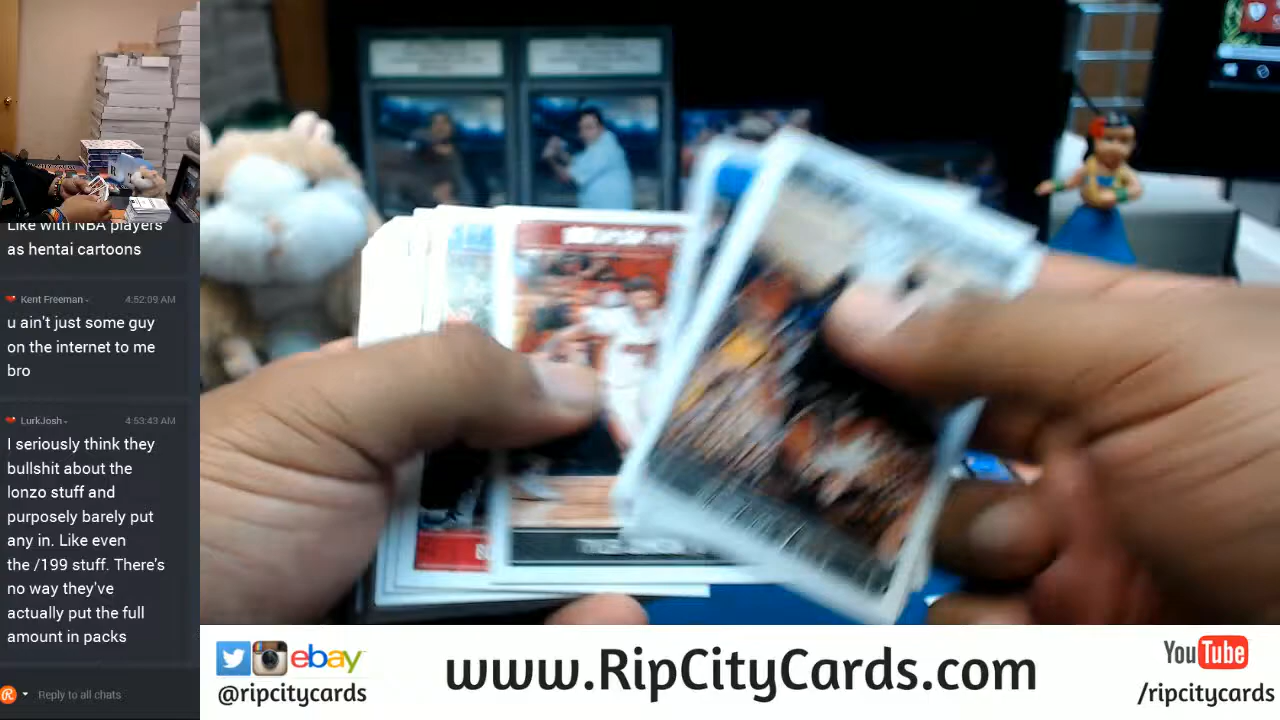 Like with NBA players
as hentai cartoons
Kent Freeman
4:52:09 AM
u ain't just some guy
on the internet to me
bro
LurkJosh
4:53:43 AM
I seriously think they
bullshit about the
lonzo stuff and
purposely barely put
any in. Like even
the /199 stuff. There's
no way they've
actually put the full
amount in packs
Reply to all chats
ebay
@ripcitycards
www.RipCityCards.com
YouTube
/ripcitycards